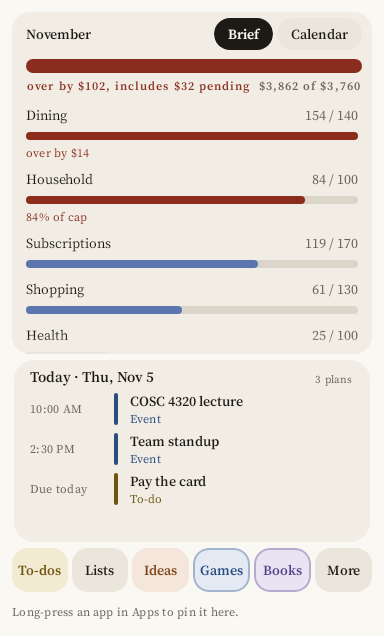 November Brief Calendar
over by $102, includes $32 pending $3,862 of $3,760
Dining 154 / 140
over by $14
Household 84 / 100
84% of cap
Subscriptions 119 / 170
Shopping 61 / 130
Health 25 / 100
Today · Thu, Nov 5 3 plans
10:00 AM COSC 4320 lecture
Event
2:30 PM Team standup
Event
Due today Pay the card
To-do
To-dos Lists Ideas Games Books More
Long-press an app in Apps to pin it here.